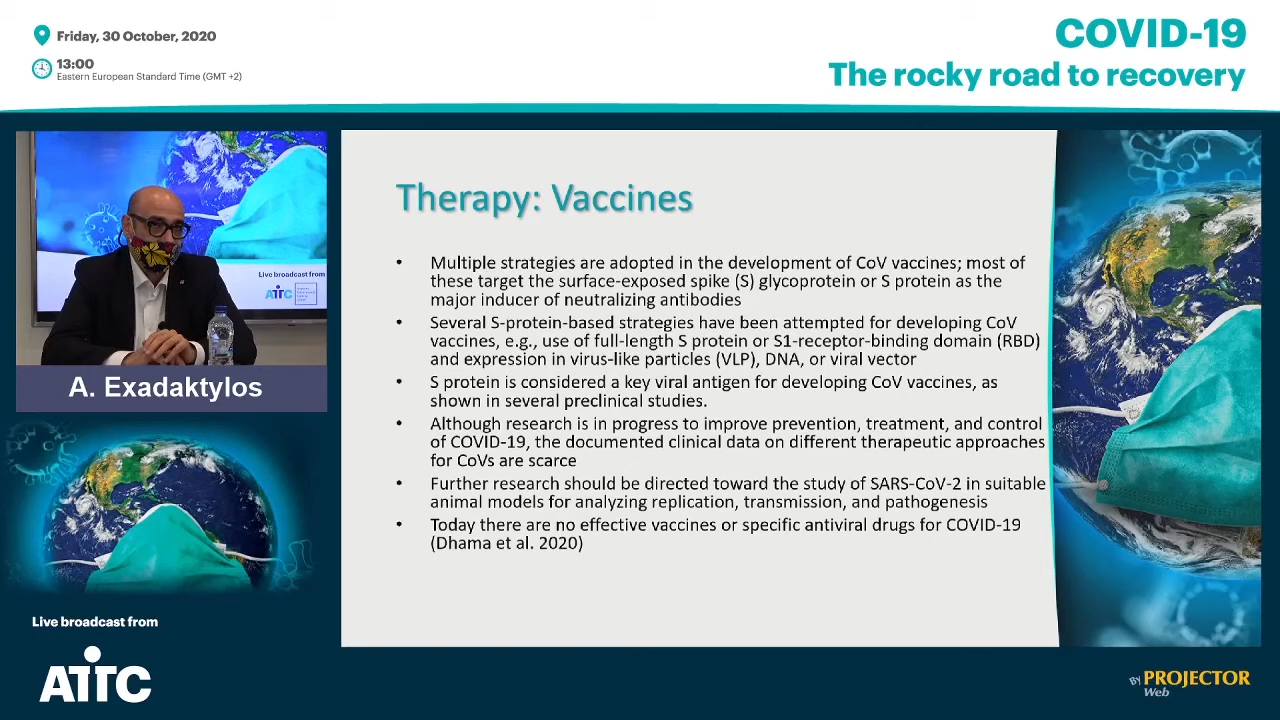 Friday, 30 October, 2020
13:00
Eastern European Standard Time (GMT +2)
COVID-19
The rocky road to recovery
Live broadcast from
ATTC
A. Exadaktylos
Therapy: Vaccines
• Multiple strategies are adopted in the development of CoV vaccines; most of
these target the surface-exposed spike (S) glycoprotein or S protein as the
major inducer of neutralizing antibodies
• Several S-protein-based strategies have been attempted for developing CoV
vaccines, e.g., use of full-length S protein or S1-receptor-binding domain (RBD)
and expression in virus-like particles (VLP), DNA, or viral vector
• S protein is considered a key viral antigen for developing CoV vaccines, as
shown in several preclinical studies.
• Although research is in progress to improve prevention, treatment, and control
of COVID-19, the documented clinical data on different therapeutic approaches
for CoVs are scarce
• Further research should be directed toward the study of SARS-CoV-2 in suitable
animal models for analyzing replication, transmission, and pathogenesis
• Today there are no effective vaccines or specific antiviral drugs for COVID-19
(Dhama et al. 2020)
Live broadcast from
ATTC
By PROJECTOR
Web